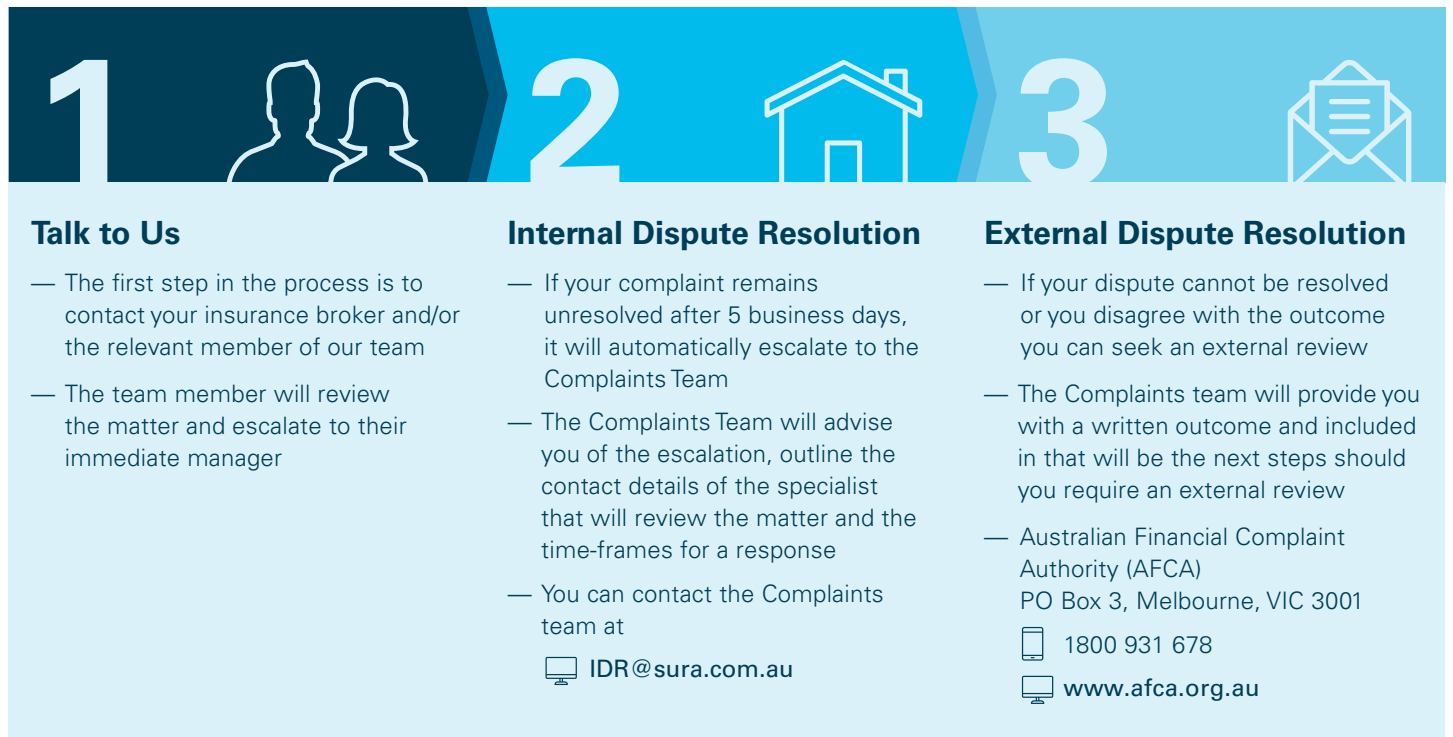 1
2
3
Talk to Us
— The first step in the process is to
contact your insurance broker and/or
the relevant member of our team
— The team member will review
the matter and escalate to their
immediate manager
Internal Dispute Resolution
— If your complaint remains
unresolved after 5 business days,
it will automatically escalate to the
Complaints Team
— The Complaints Team will advise
you of the escalation, outline the
contact details of the specialist
that will review the matter and the
time-frames for a response
— You can contact the Complaints
team at
IDR@sura.com.au
External Dispute Resolution
— If your dispute cannot be resolved
or you disagree with the outcome
you can seek an external review
— The Complaints team will provide you
with a written outcome and included
in that will be the next steps should
you require an external review
— Australian Financial Complaint
Authority (AFCA)
PO Box 3, Melbourne, VIC 3001
1800 931 678
www.afca.org.au